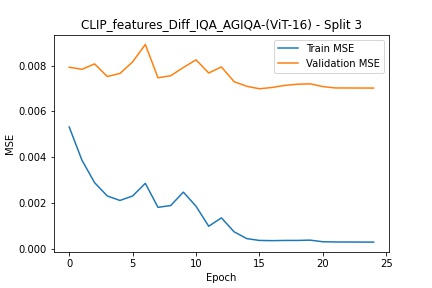 CLIP_features_Diff_IQA_AGIQA-(ViT-16) - Split 3
Train MSE
Validation MSE
MSE
0.008
0.006
0.004
0.002
0.000
0 5 10 15 20 25
Epoch